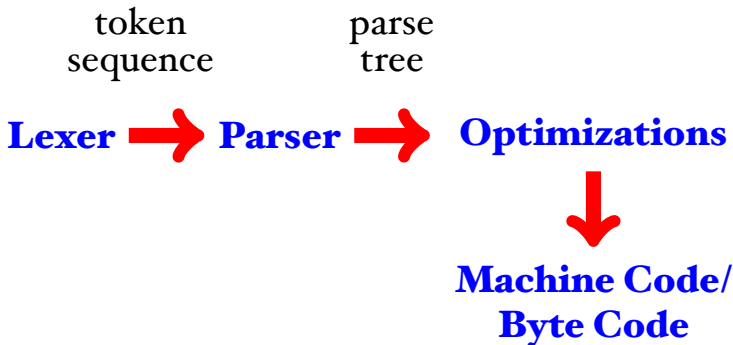 token
sequence
parse
tree
Lexer
Parser
Optimizations
Machine Code/
Byte Code